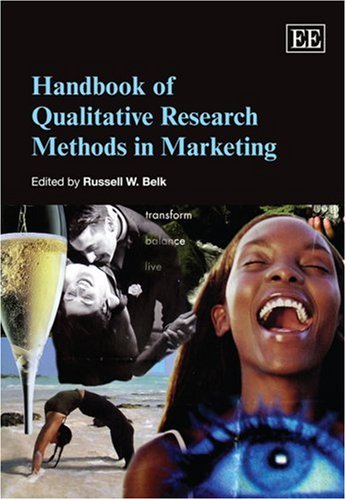 EE
Handbook of
Qualitative Research
Methods in Marketing
Edited by Russell W. Belk
transform
balance
live